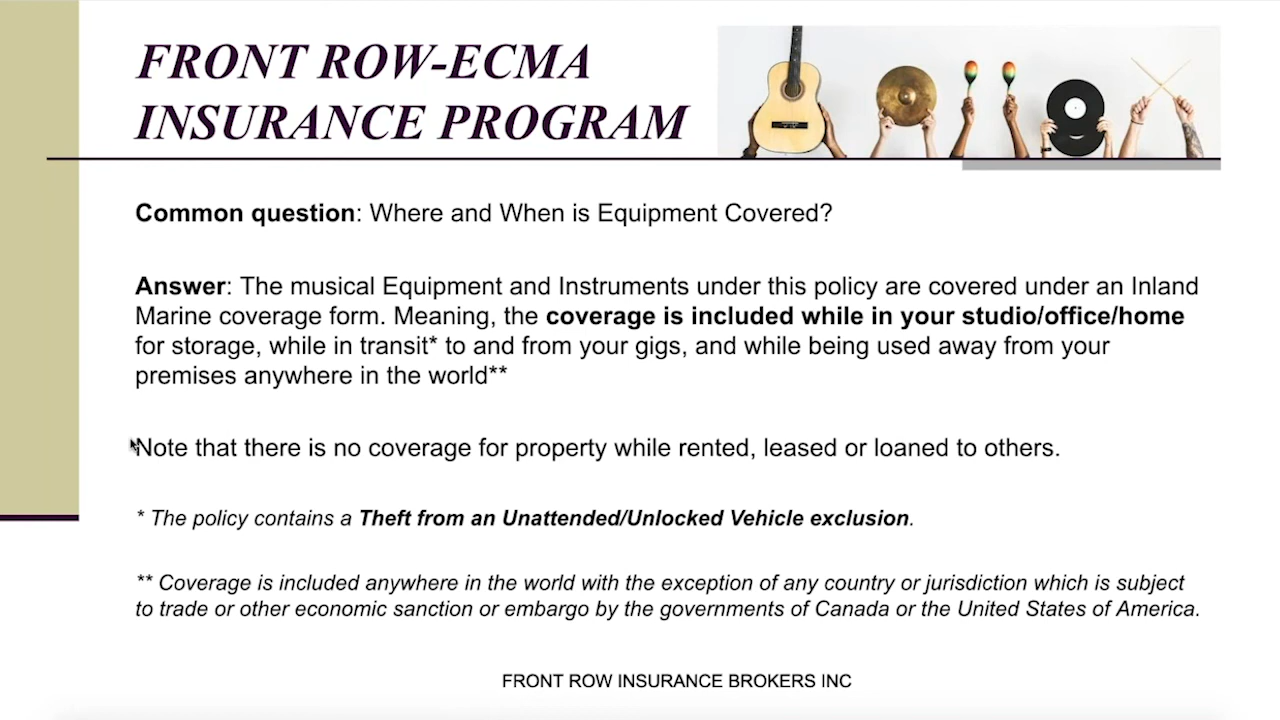 FRONT ROW-ECMA
INSURANCE PROGRAM
Common question: Where and When is Equipment Covered?
Answer: The musical Equipment and Instruments under this policy are covered under an Inland
Marine coverage form. Meaning, the coverage is included while in your studio/office/home
for storage, while in transit* to and from your gigs, and while being used away from your
premises anywhere in the world**
Note that there is no coverage for property while rented, leased or loaned to others.
* The policy contains a Theft from an Unattended/Unlocked Vehicle exclusion.
** Coverage is included anywhere in the world with the exception of any country or jurisdiction which is subject
to trade or other economic sanction or embargo by the governments of Canada or the United States of America.
FRONT ROW INSURANCE BROKERS INC